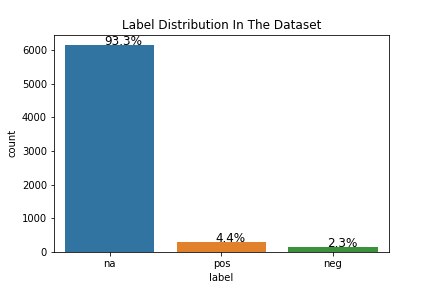 Label Distribution In The Dataset
93.3%
6000
5000
4000
3000
2000
1000
0
count
4.4%
2.3%
na pos neg
label